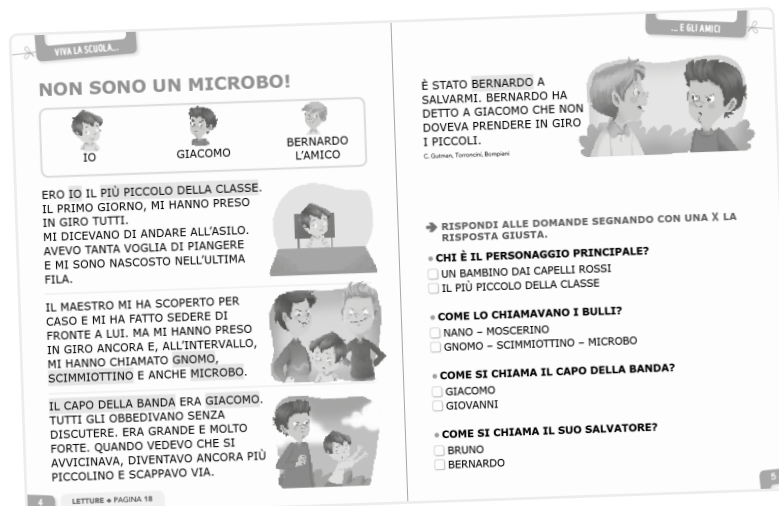 VIVA LA SCUOLA...
NON SONO UN MICROBO!
IO
GIACOMO
BERNARDO
L'AMICO
ERO IO IL PIÙ PICCOLO DELLA CLASSE.
IL PRIMO GIORNO, MI HANNO PRESO
IN GIRO TUTTI.
MI DICEVANO DI ANDARE ALL'ASILO.
AVEVO TANTA VOGLIA DI PIANGERE
E MI SONO NASCOSTO NELL'ULTIMA
FILA.
IL MAESTRO MI HA SCOPERTO PER
CASO E MI HA FATTO SEDERE DI
FRONTE A LUI. MA MI HANNO PRESO
IN GIRO ANCORA E, ALL'INTERVALLO,
MI HANNO CHIAMATO GNOMO,
SCIMMIOTTINO E ANCHE MICROBO.
IL CAPO DELLA BANDA ERA GIACOMO.
TUTTI GLI OBBEDIVANO SENZA
DISCUTERE. ERA GRANDE E MOLTO
FORTE. QUANDO VEDEVO CHE SI
AVVICINAVA, DIVENTAVO ANCORA PIÙ
PICCOLINO E SCAPPAVO VIA.
4
LETTURE • PAGINA 18
... E GLI AMICI
È STATO BERNARDO A
SALVARMI. BERNARDO HA
DETTO A GIACOMO CHE NON
DOVEVA PRENDERE IN GIRO
I PICCOLI.
C. Gutman, Torroncini, Bompiani
RISPONDI ALLE DOMANDE SEGNANDO CON UNA X LA
RISPOSTA GIUSTA.
• CHI È IL PERSONAGGIO PRINCIPALE?
UN BAMBINO DAI CAPELLI ROSSI
IL PIÙ PICCOLO DELLA CLASSE
• COME LO CHIAMAVANO I BULLI?
NANO – MOSCERINO
GNOMO – SCIMMIOTTINO – MICROBO
• COME SI CHIAMA IL CAPO DELLA BANDA?
GIACOMO
GIOVANNI
• COME SI CHIAMA IL SUO SALVATORE?
BRUNO
BERNARDO
5